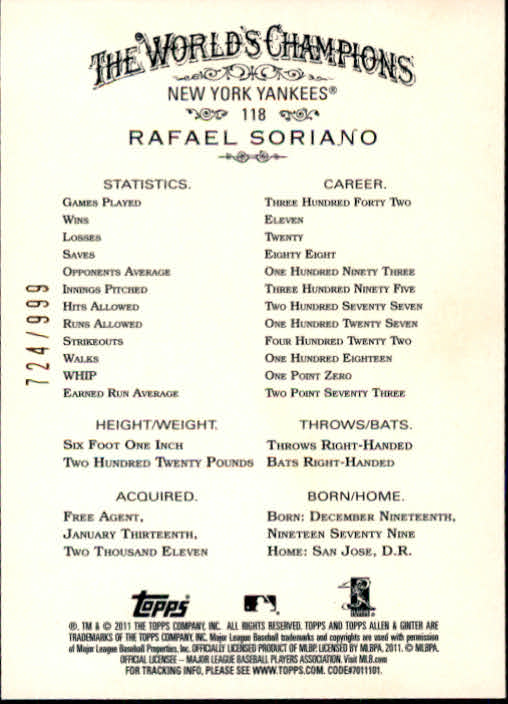 THE WORLD'S CHAMPIONS
NEW YORK YANKEES®
118
RAFAEL SORIANO
STATISTICS. CAREER.
GAMES PLAYED THREE HUNDRED FORTY TWO
WINS ELEVEN
LOSSES TWENTY
SAVES EIGHTY EIGHT
OPPONENTS AVERAGE ONE HUNDRED NINETY THREE
INNINGS PITCHED THREE HUNDRED NINETY FIVE
HITS ALLOWED TWO HUNDRED SEVENTY SEVEN
RUNS ALLOWED ONE HUNDRED TWENTY SEVEN
STRIKEOUTS FOUR HUNDRED TWENTY TWO
WALKS ONE HUNDRED EIGHTEEN
WHIP ONE POINT ZERO
EARNED RUN AVERAGE TWO POINT SEVENTY THREE
724/999
HEIGHT/WEIGHT. THROWS/BATS.
SIX FOOT ONE INCH THROWS RIGHT-HANDED
TWO HUNDRED TWENTY POUNDS BATS RIGHT-HANDED
ACQUIRED. BORN/HOME.
FREE AGENT, BORN: DECEMBER NINETEENTH,
JANUARY THIRTEENTH, NINETEEN SEVENTY NINE
TWO THOUSAND ELEVEN HOME: SAN JOSE, D.R.
Topps
®, TM & © 2011 THE TOPPS COMPANY, INC. ALL RIGHTS RESERVED. TOPPS AND TOPPS ALLEN & GINTER ARE
TRADEMARKS OF THE TOPPS COMPANY, INC. Major League Baseball trademarks and copyrights are used with permission
of Major League Baseball Properties, Inc. OFFICIALLY LICENSED PRODUCT OF MLBP. LICENSED BY MLBPA, 2011. © MLBPA.
OFFICIAL LICENSEE – MAJOR LEAGUE BASEBALL PLAYERS ASSOCIATION. Visit MLB.com
FOR TRACKING INFO, PLEASE SEE WWW.TOPPS.COM. CODE#7011101.